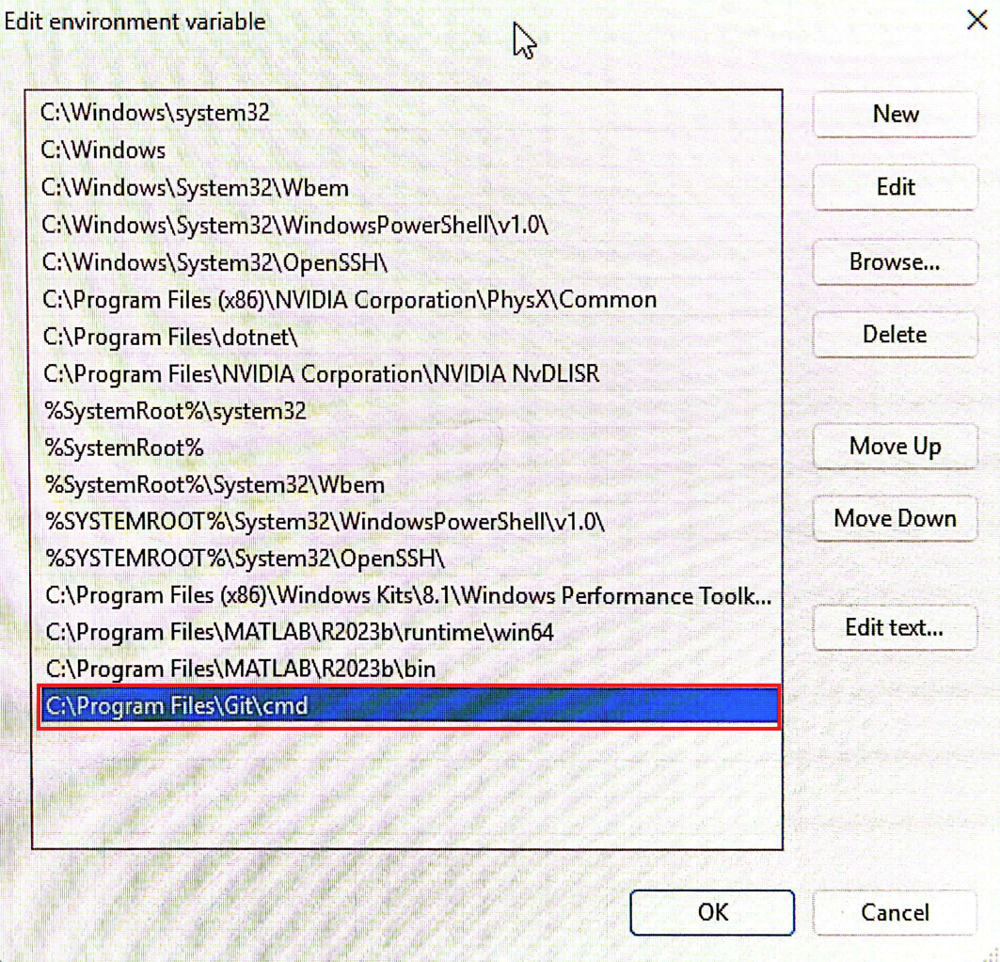 Edit environment variable
C:\Windows\system32
C:\Windows
C:\Windows\System32\Wbem
C:\Windows\System32\WindowsPowerShell\v1.0\
C:\Windows\System32\OpenSSH\
C:\Program Files (x86)\NVIDIA Corporation\PhysX\Common
C:\Program Files\dotnet\
C:\Program Files\NVIDIA Corporation\NVIDIA NvDLISR
%SystemRoot%\system32
%SystemRoot%
%SystemRoot%\System32\Wbem
%SYSTEMROOT%\System32\WindowsPowerShell\v1.0\
%SYSTEMROOT%\System32\OpenSSH\
C:\Program Files (x86)\Windows Kits\8.1\Windows Performance Toolk...
C:\Program Files\MATLAB\R2023b\runtime\win64
C:\Program Files\MATLAB\R2023b\bin
C:\Program Files\Git\cmd
New
Edit
Browse...
Delete
Move Up
Move Down
Edit text...
OK
Cancel